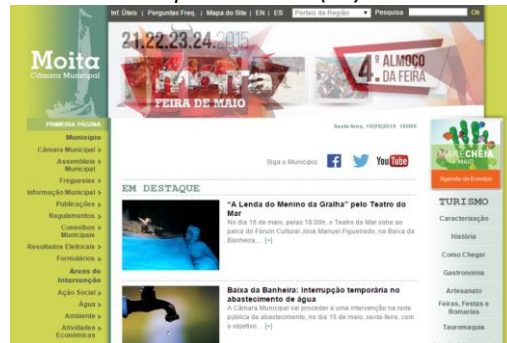 Inf. Úteis | Perguntas Freq. | Mapa do Site | EN | ES
Portais da Região
Pesquisa
Ok
Moita
Câmara Municipal
21.22.23.24.2015
moita
FEIRA DE MAIO
4.º ALMOÇO
DA FEIRA
PRIMEIRA PÁGINA
Município
Câmara Municipal >
Assembleia >
Municipal
Freguesias >
Informação Municipal >
Publicações >
Regulamentos >
Conselhos >
Municipais
Resultados Eleitorais >
Formulários >
Áreas de
Intervenção
Ação Social >
Água >
Ambiente >
Atividades >
Económicas
Siga o Município:
You Tube
EM DESTAQUE
"A Lenda do Menino da Gralha" pelo Teatro do
Mar
No dia 16 de maio, pelas 16:00h, o Teatro do Mar sobe ao
palco do Fórum Cultural José Manuel Figueiredo, na Baixa da
Banheira... [+]
Baixa da Banheira: Interrupção temporária no
abastecimento de água
A Câmara Municipal vai proceder a uma intervenção na rede
pública de abastecimento, no dia 15 de maio, sexta-feira, com
o objetivo... [+]
MARÉCHEIA
MAIO
Agenda de Eventos
TURISMO
Caracterização
História
Como Chegar
Gastronomia
Artesanato
Feiras, Festas e
Romarias
Tauromaquia